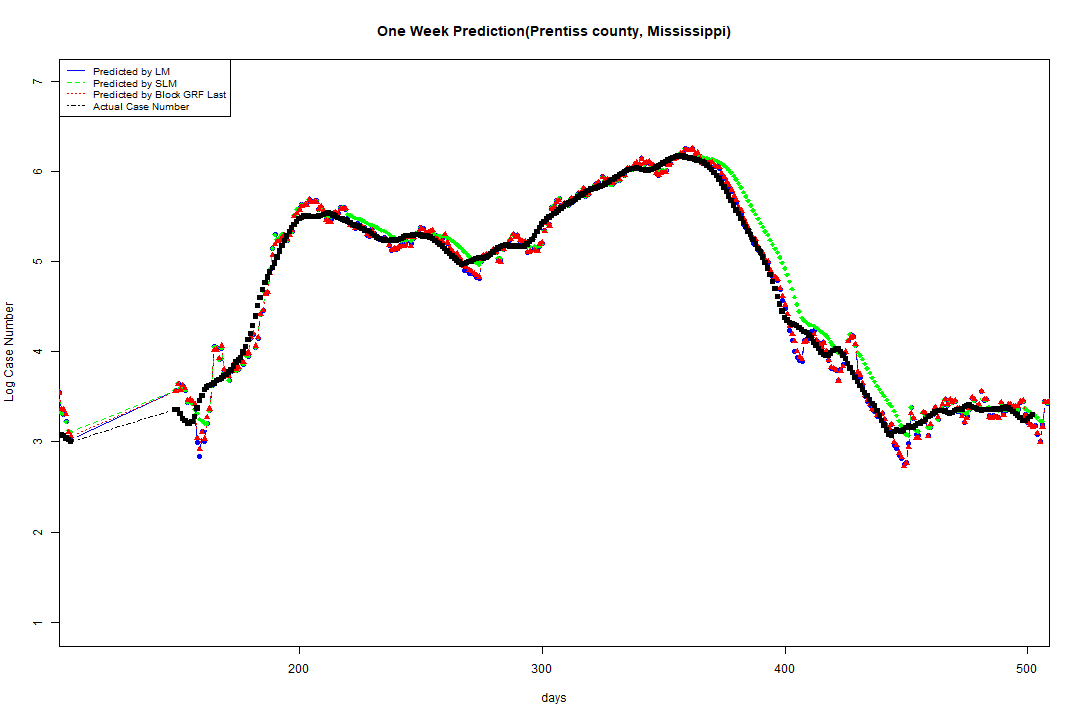 One Week Prediction(Prentiss county, Mississippi)
Predicted by LM
Predicted by SLM
Predicted by Block GRF Last
Actual Case Number
7
6
5
4
3
2
1
Log Case Number
200
300
400
500
days